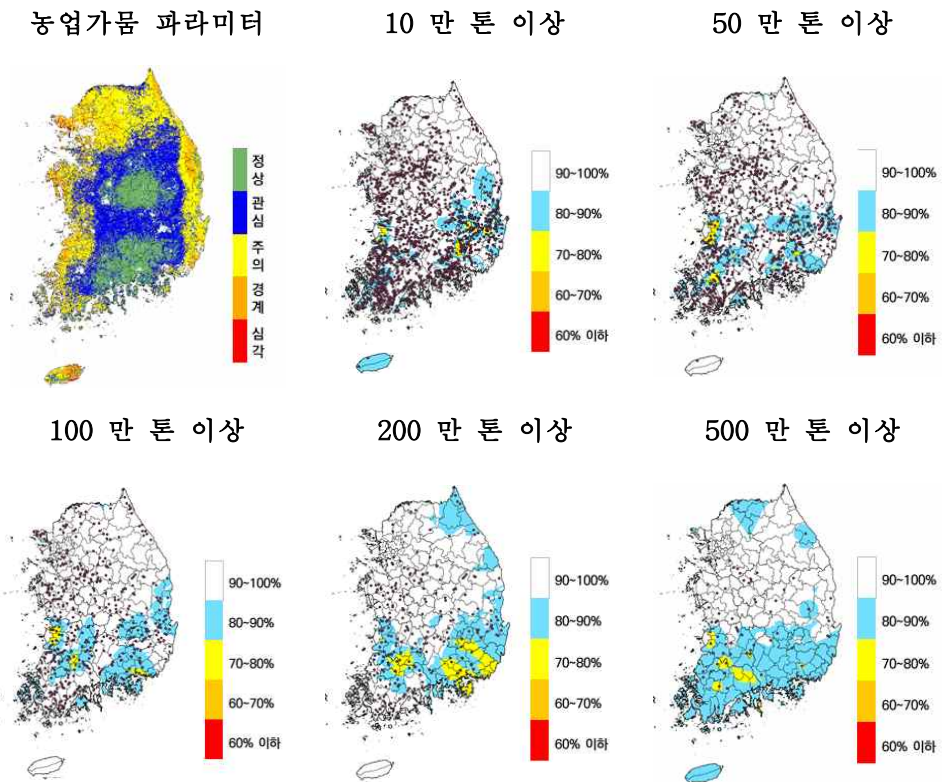 농업가뭄 파라미터
10 만 톤 이상
50 만 톤 이상
정상
관심
주의
경계
심각
90~100%
80~90%
70~80%
60~70%
60% 이하
90~100%
80~90%
70~80%
60~70%
60% 이하
100 만 톤 이상
200 만 톤 이상
500 만 톤 이상
90~100%
80~90%
70~80%
60~70%
60% 이하
90~100%
80~90%
70~80%
60~70%
60% 이하
90~100%
80~90%
70~80%
60~70%
60% 이하